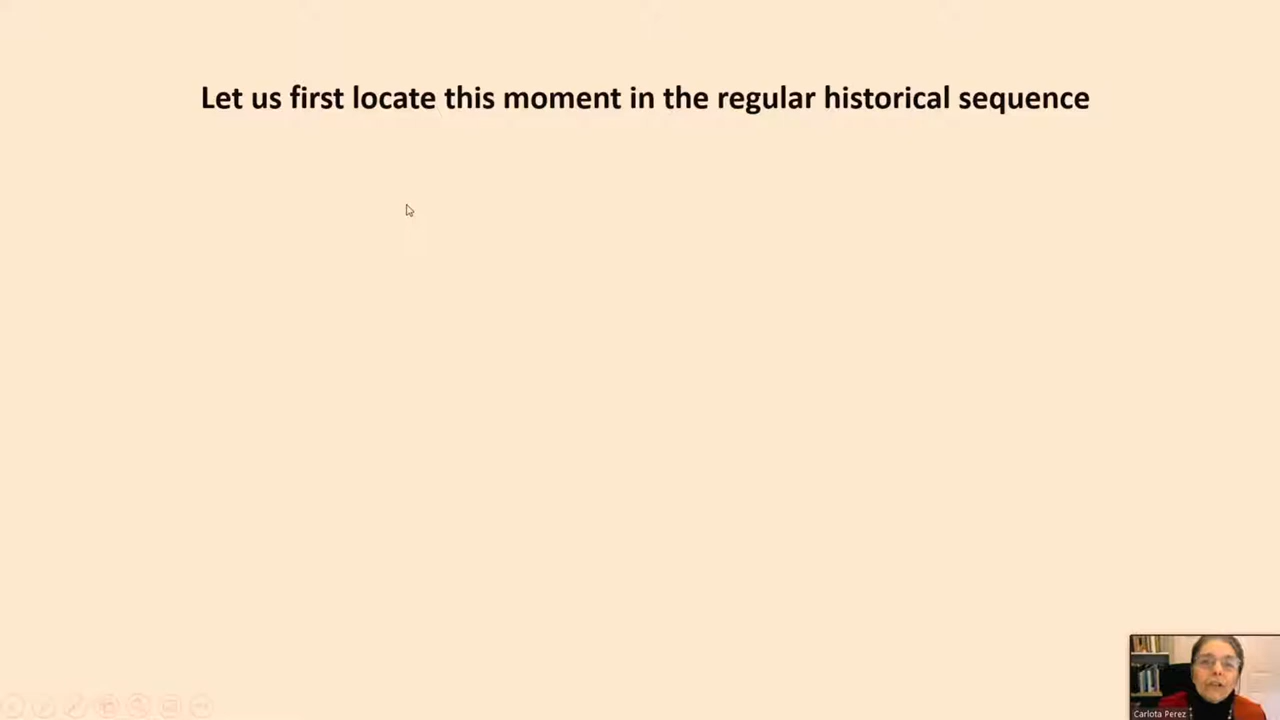 Let us first locate this moment in the regular historical sequence
Carlota Perez